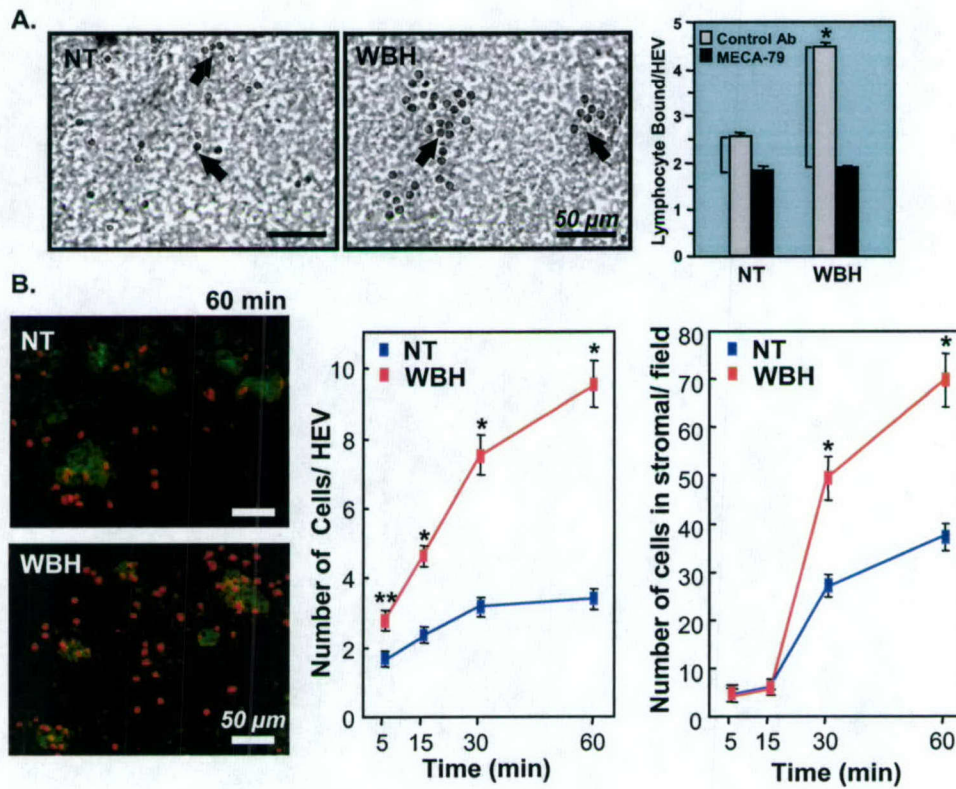 A.
NT
WBH
50 µm
Lymphocyte Bound/HEV
5
4
3
2
1
0
Control Ab
MECA-79
*
NT
WBH
B.
60 min
NT
WBH
50 µm
Number of Cells/ HEV
10
8
6
4
2
0
NT
WBH
**
*
*
*
5 15 30 60
Time (min)
Number of cells in stromal/ field
80
70
60
50
40
30
20
10
0
NT
WBH
*
*
5 15 30 60
Time (min)